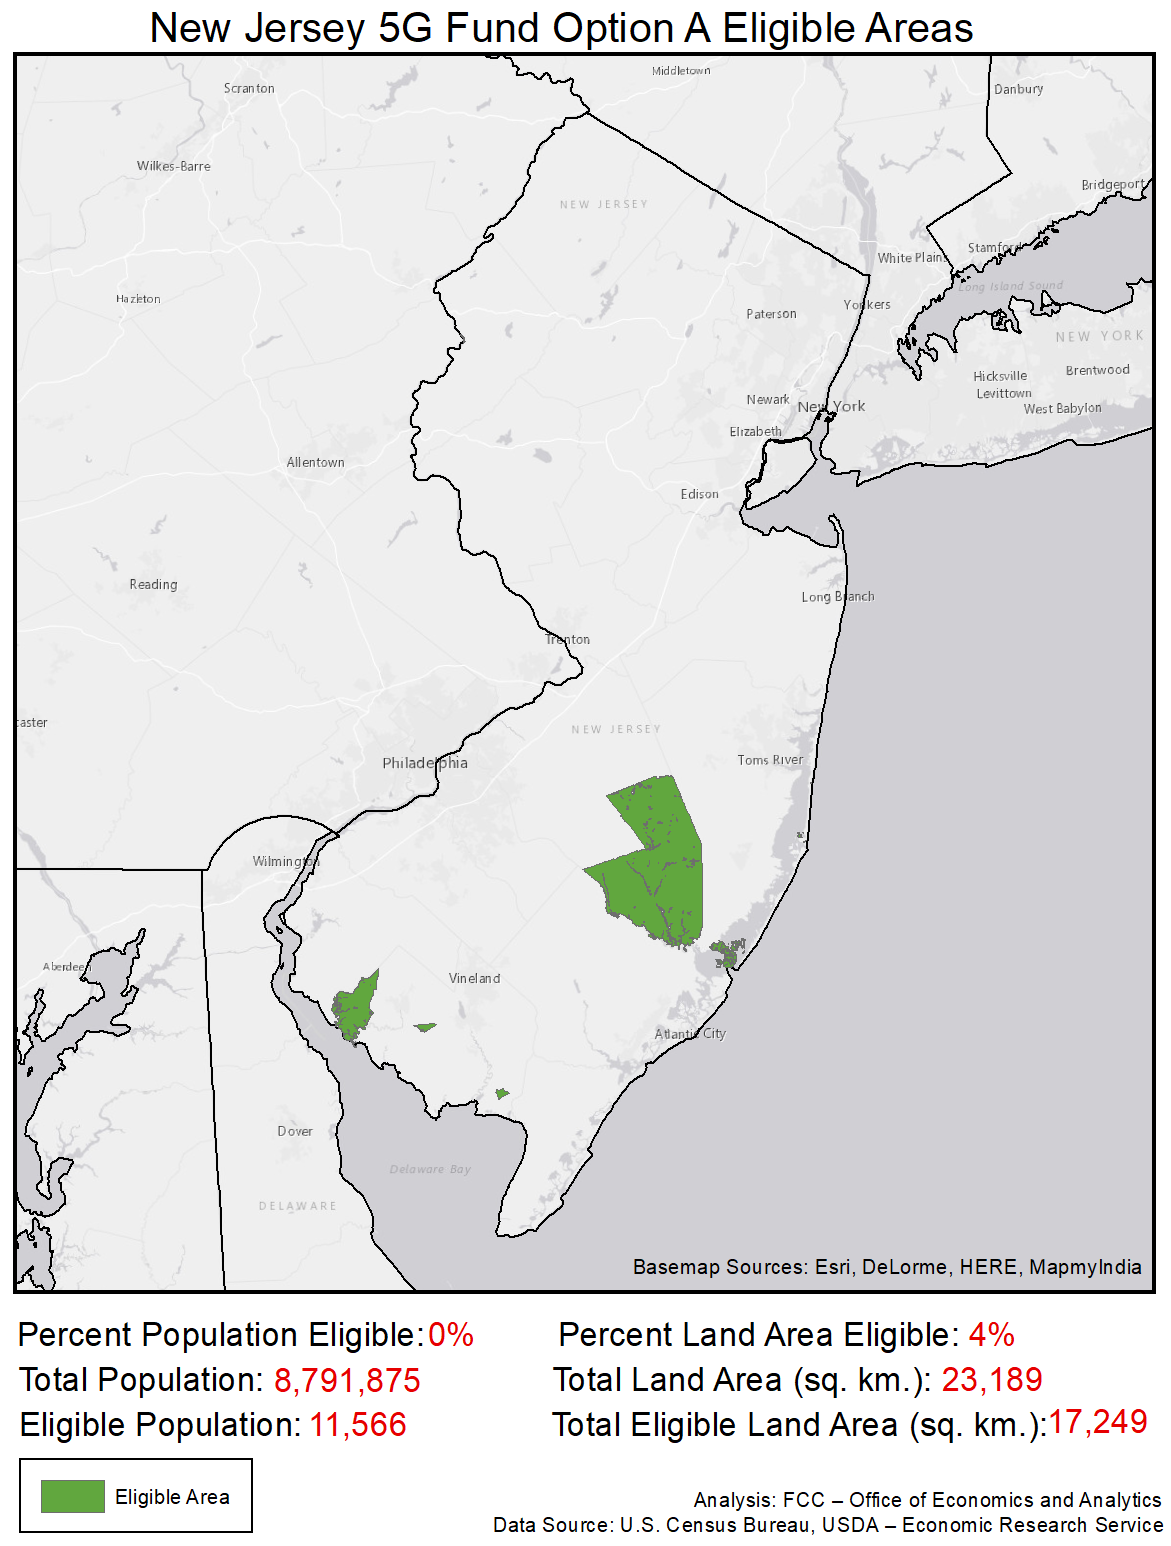 New Jersey 5G Fund Option A Eligible Areas
Middletown
Scranton
Danbury
Wilkes-Barre
Bridgeport
NEW JERSEY
Stamford
White Plains
Long Island Sound
Hazleton
Yonkers
Paterson
NEW YORK
Brentwood
Hicksville
Levittown
Newark
New York
West Babylon
Elizabeth
Allentown
Edison
Reading
Long Branch
Trenton
caster
NEW JERSEY
Toms River
Philadelphia
Wilmington
Aberdeen
Vineland
Atlantic City
Dover
Delaware Bay
DELAWARE
Basemap Sources: Esri, DeLorme, HERE, MapmyIndia
Percent Population Eligible: 0%
Percent Land Area Eligible: 4%
Total Population: 8,791,875
Total Land Area (sq. km.): 23,189
Eligible Population: 11,566
Total Eligible Land Area (sq. km.): 17,249
Eligible Area
Analysis: FCC – Office of Economics and Analytics
Data Source: U.S. Census Bureau, USDA – Economic Research Service